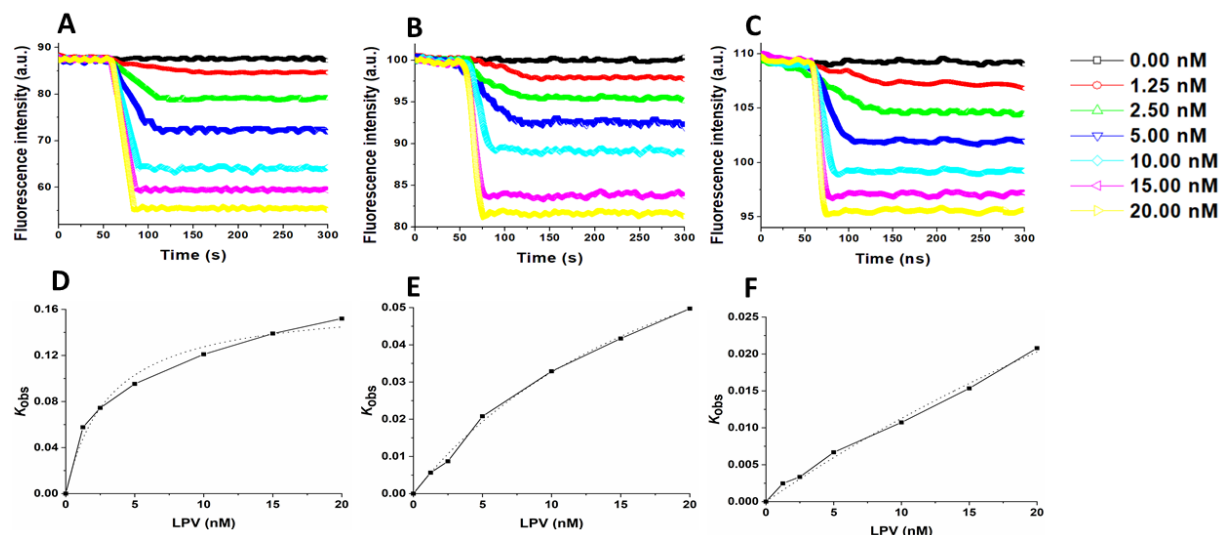 A
B
C
Fluorescence intensity (a.u.)
90
80
70
60
0 50 100 150 200 250 300
Time (s)
Fluorescence intensity (a.u.)
100
95
90
85
80
0 50 100 150 200 250 300
Time (s)
Fluorescence intensity (a.u.)
110
105
100
95
0 50 100 150 200 250 300
Time (ns)
0.00 nM
1.25 nM
2.50 nM
5.00 nM
10.00 nM
15.00 nM
20.00 nM
D
E
F
Kobs
0.16
0.12
0.08
0.04
0.00
0 5 10 15 20
LPV (nM)
Kobs
0.05
0.04
0.03
0.02
0.01
0.00
0 5 10 15 20
LPV (nM)
Kobs
0.025
0.020
0.015
0.010
0.005
0.000
0 5 10 15 20
LPV (nM)